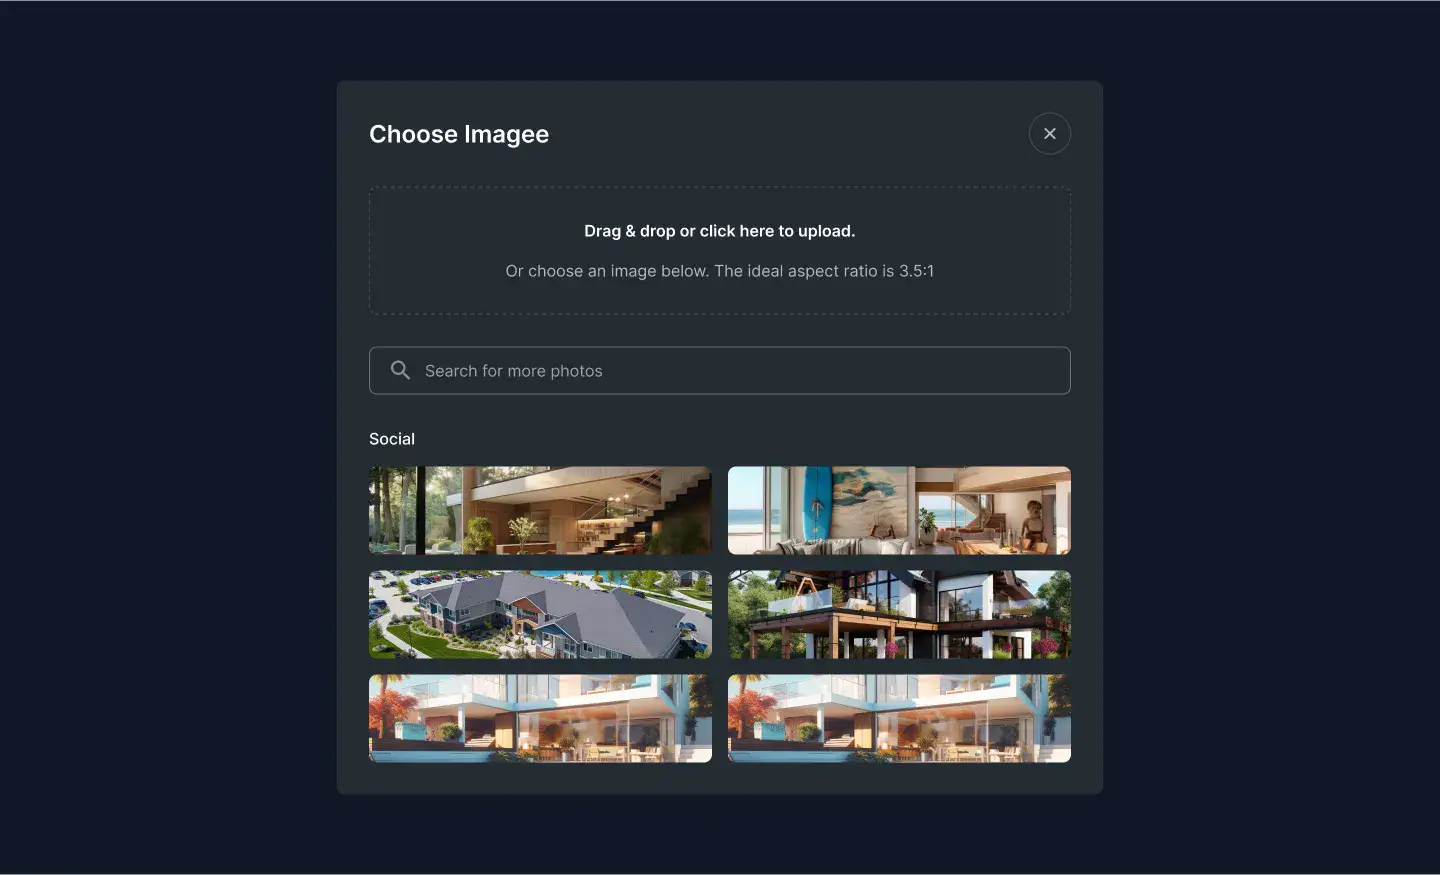 Choose Imagee
Drag & drop or click here to upload.
Or choose an image below. The ideal aspect ratio is 3.5:1
Search for more photos
Social